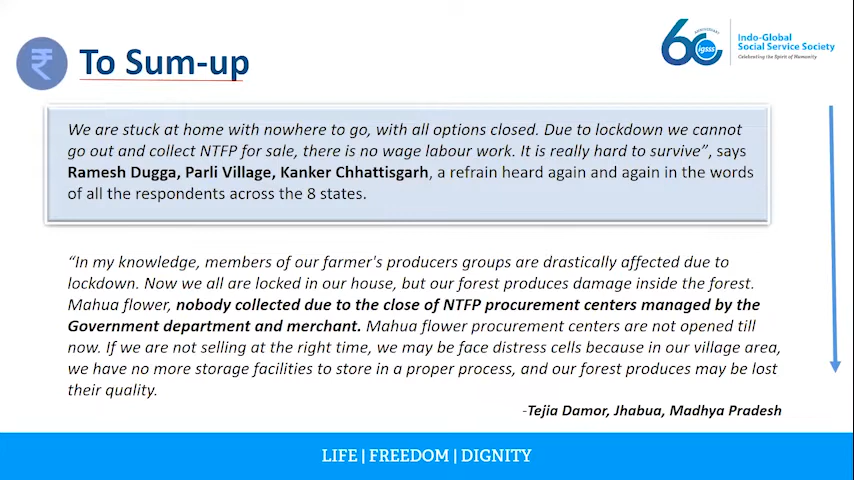 60
ANNIVERSARY
igsss
Indo-Global
Social Service Society
Celebrating the Spirit of Humanity
₹
To Sum-up
We are stuck at home with nowhere to go, with all options closed. Due to lockdown we cannot
go out and collect NTFP for sale, there is no wage labour work. It is really hard to survive”, says
Ramesh Dugga, Parli Village, Kanker Chhattisgarh, a refrain heard again and again in the words
of all the respondents across the 8 states.
“In my knowledge, members of our farmer's producers groups are drastically affected due to
lockdown. Now we all are locked in our house, but our forest produces damage inside the forest.
Mahua flower, nobody collected due to the close of NTFP procurement centers managed by the
Government department and merchant. Mahua flower procurement centers are not opened till
now. If we are not selling at the right time, we may be face distress cells because in our village area,
we have no more storage facilities to store in a proper process, and our forest produces may be lost
their quality.
-Tejia Damor, Jhabua, Madhya Pradesh
LIFE | FREEDOM | DIGNITY